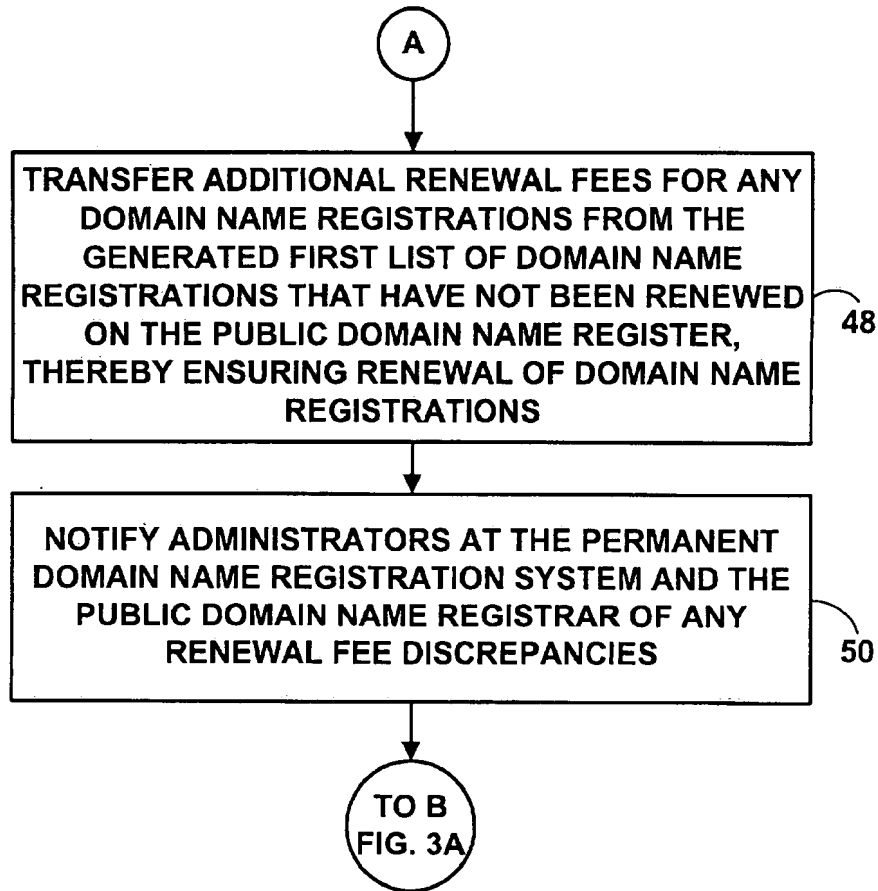 A
TRANSFER ADDITIONAL RENEWAL FEES FOR ANY
DOMAIN NAME REGISTRATIONS FROM THE
GENERATED FIRST LIST OF DOMAIN NAME
REGISTRATIONS THAT HAVE NOT BEEN RENEWED
ON THE PUBLIC DOMAIN NAME REGISTER,
THEREBY ENSURING RENEWAL OF DOMAIN NAME
REGISTRATIONS
48
NOTIFY ADMINISTRATORS AT THE PERMANENT
DOMAIN NAME REGISTRATION SYSTEM AND THE
PUBLIC DOMAIN NAME REGISTRAR OF ANY
RENEWAL FEE DISCREPANCIES
50
TO B
FIG. 3A